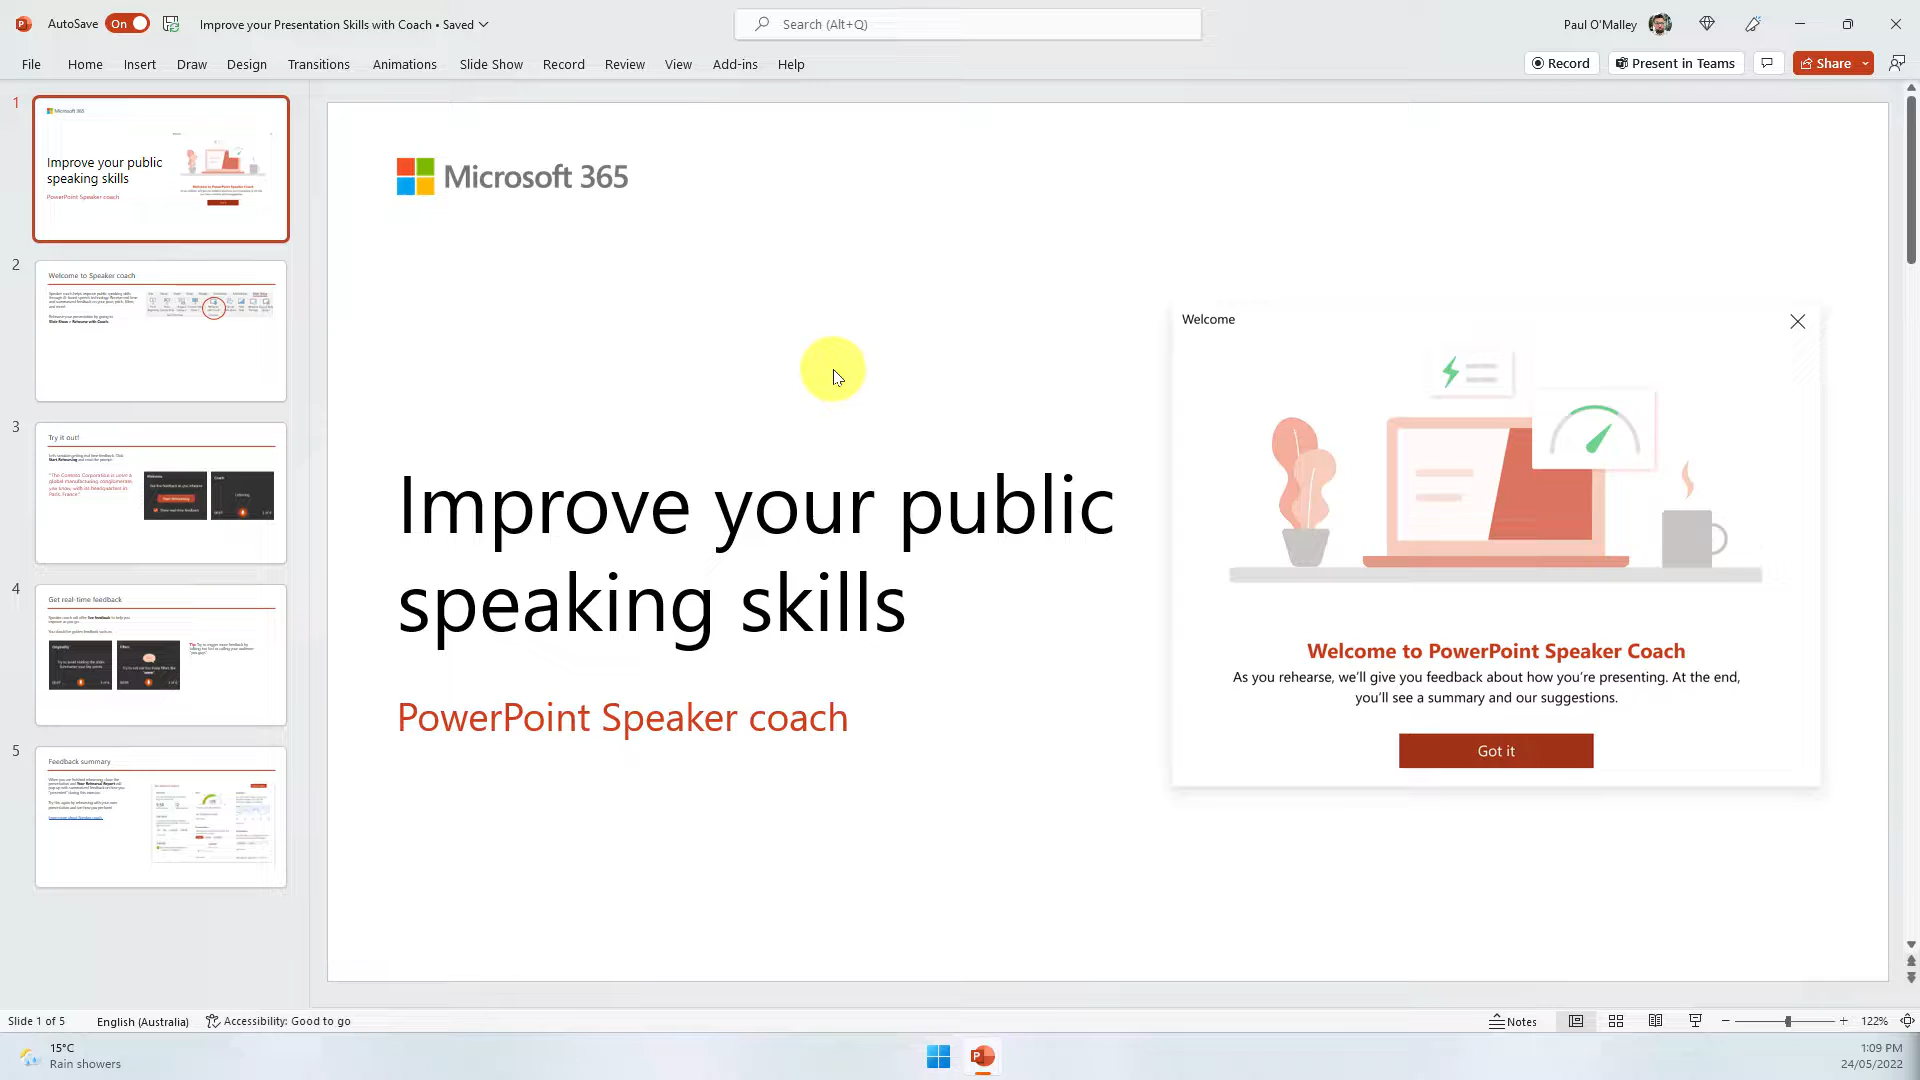 AutoSave On Improve your Presentation Skills with Coach • Saved Search (Alt+Q) Paul O'Malley
File Home Insert Draw Design Transitions Animations Slide Show Record Review View Add-ins Help Record Present in Teams Share
1
Microsoft 365
Improve your public
speaking skills
PowerPoint Speaker coach
2
Welcome to Speaker coach
3
Try it out!
4
Get real-time feedback
5
Feedback summary
Microsoft 365
Improve your public
speaking skills
PowerPoint Speaker coach
Welcome
Welcome to PowerPoint Speaker Coach
As you rehearse, we'll give you feedback about how you're presenting. At the end,
you'll see a summary and our suggestions.
Got it
Slide 1 of 5 English (Australia) Accessibility: Good to go Notes 122%
15°C
Rain showers
1:09 PM
24/05/2022